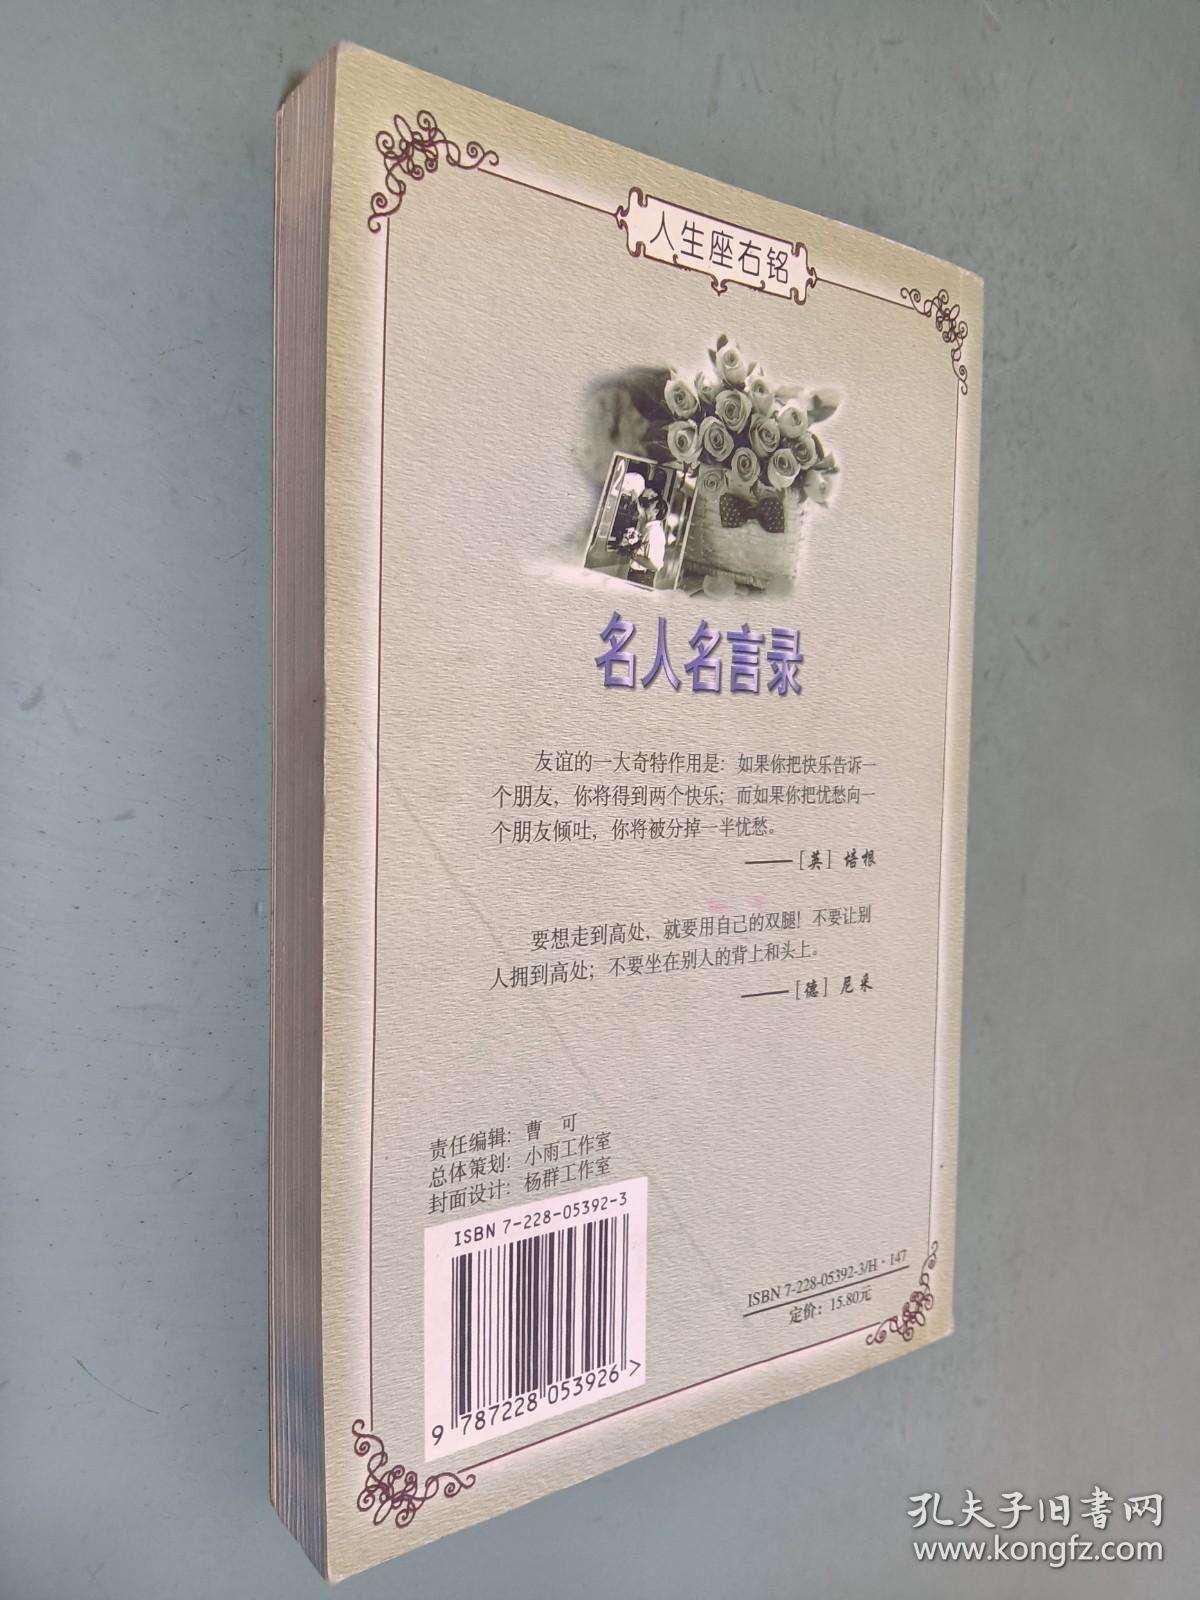 人生座右铭
名人名言录
友谊的一大奇特作用是：如果你把快乐告诉一
个朋友，你将得到两个快乐；而如果你把忧愁向一
个朋友倾吐，你将被分掉一半忧愁。
——［英］培根
要想走到高处，就要用自己的双腿！不要让别
人拥到高处；不要坐在别人的背上和头上。
——［德］尼采
责任编辑：曹　可
总体策划：小雨工作室
封面设计：杨群工作室
ISBN 7-228-05392-3
9 787228 053926 >
ISBN 7-228-05392-3/H·147
定价：15.80元
孔夫子旧书网
www.kongfz.com